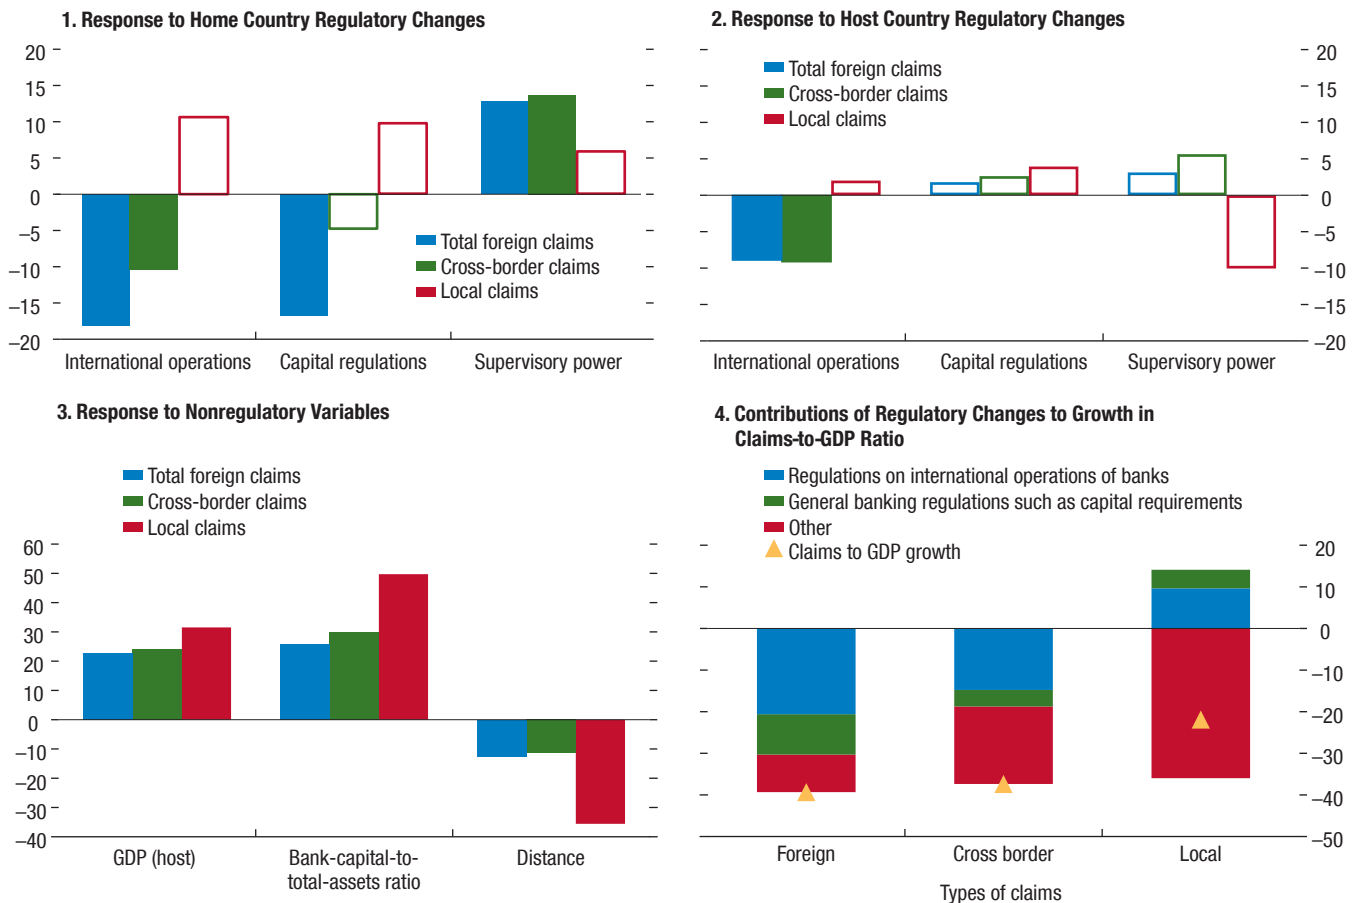 1. Response to Home Country Regulatory Changes
20
15
10
5
0
–5
–10
–15
–20
Total foreign claims
Cross-border claims
Local claims
International operations
Capital regulations
Supervisory power
2. Response to Host Country Regulatory Changes
Total foreign claims
Cross-border claims
Local claims
20
15
10
5
0
–5
–10
–15
–20
International operations
Capital regulations
Supervisory power
3. Response to Nonregulatory Variables
Total foreign claims
Cross-border claims
Local claims
60
50
40
30
20
10
0
–10
–20
–30
–40
GDP (host)
Bank-capital-to-
total-assets ratio
Distance
4. Contributions of Regulatory Changes to Growth in
Claims-to-GDP Ratio
Regulations on international operations of banks
General banking regulations such as capital requirements
Other
Claims to GDP growth
20
10
0
–10
–20
–30
–40
–50
Foreign
Cross border
Local
Types of claims